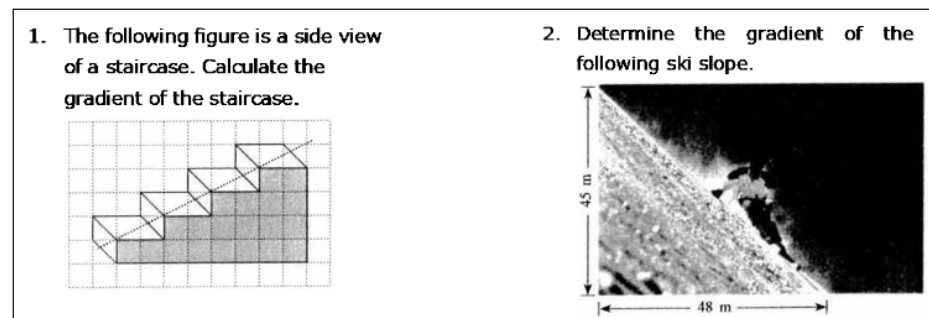 1. The following figure is a side view
of a staircase. Calculate the
gradient of the staircase.
2. Determine the gradient of the
following ski slope.
45 m
48 m